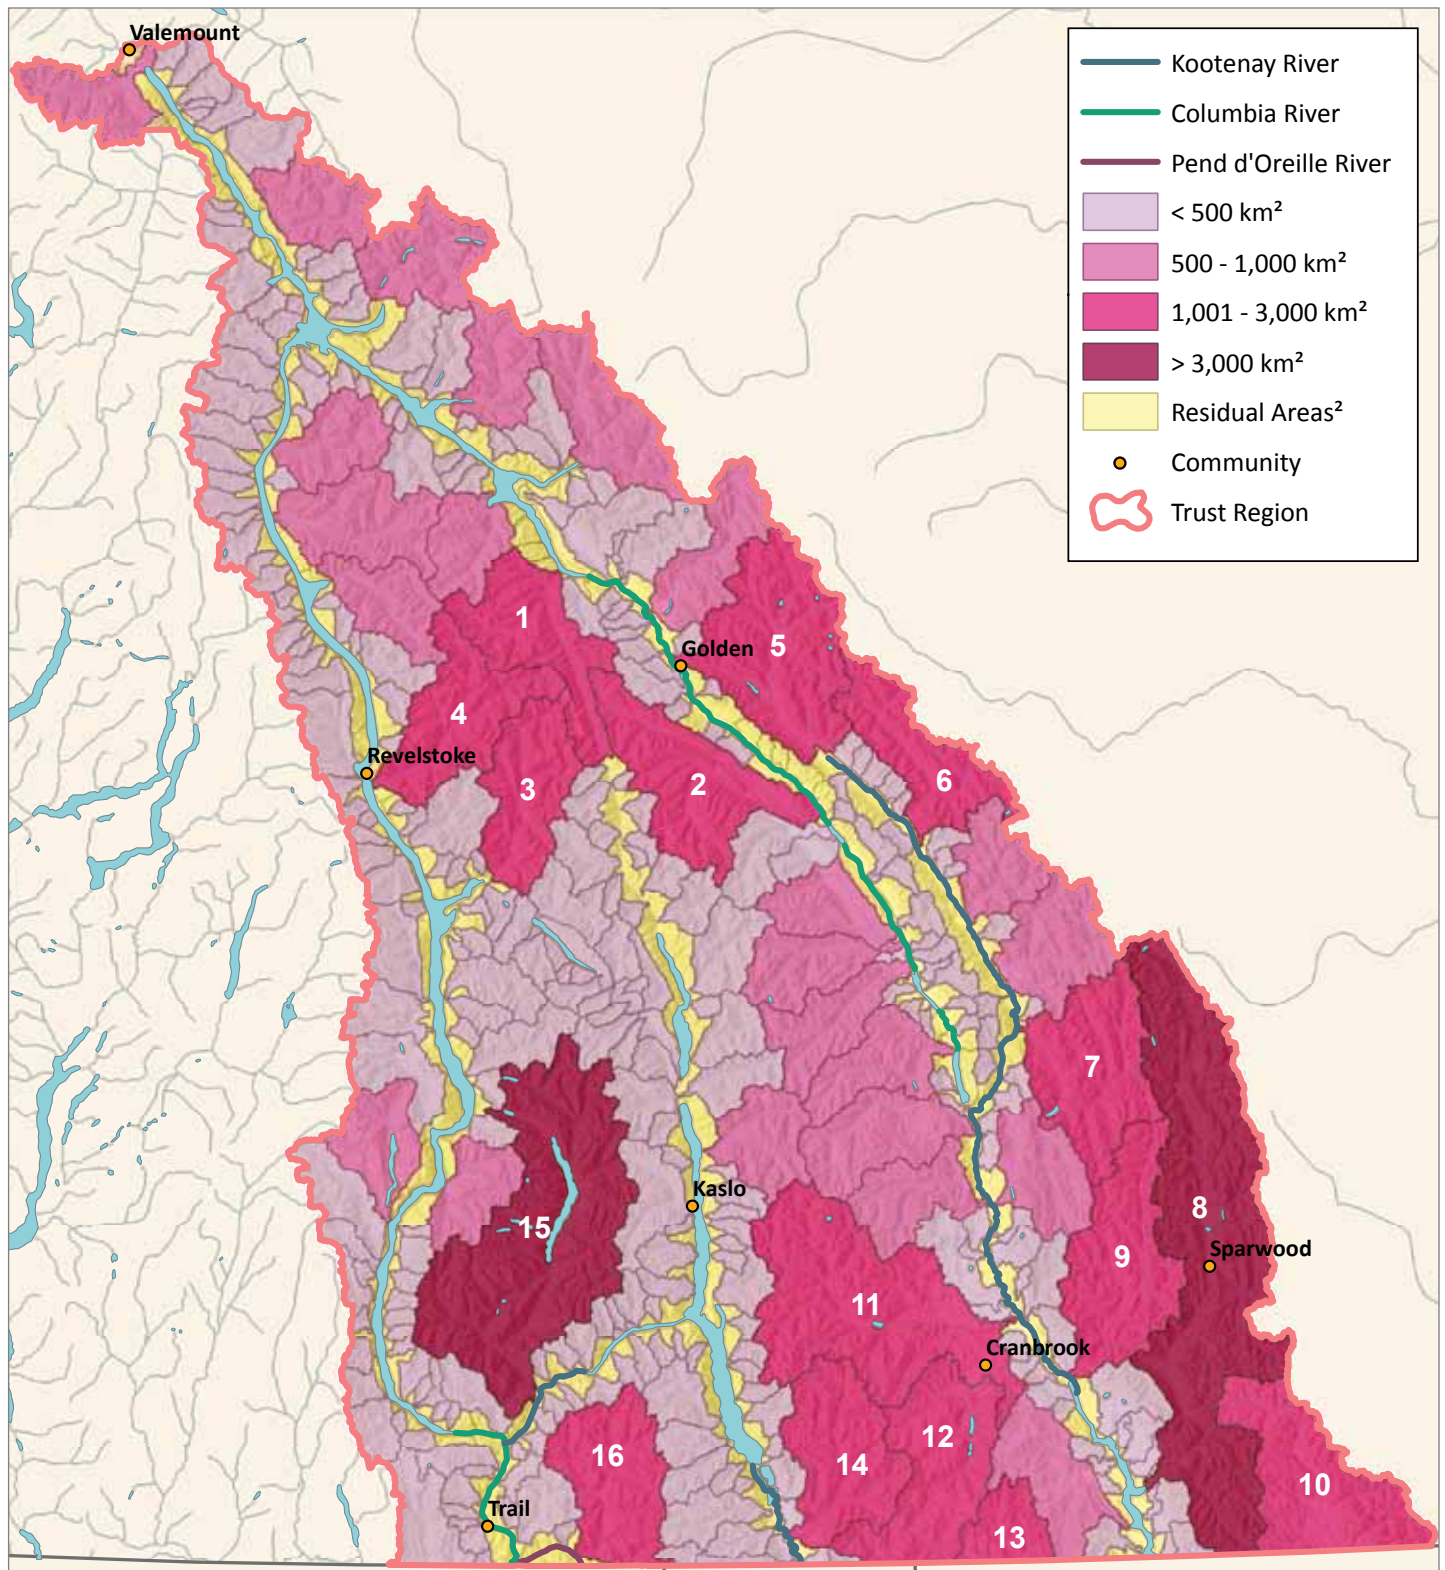 Valemount
Kootenay River
Columbia River
Pend d'Oreille River
< 500 km²
500 - 1,000 km²
1,001 - 3,000 km²
> 3,000 km²
Residual Areas²
Community
Trust Region
1
5
Golden
4
Revelstoke
3
2
6
7
Kaslo
15
8
Sparwood
9
11
Cranbrook
12
16
14
10
Trail
13